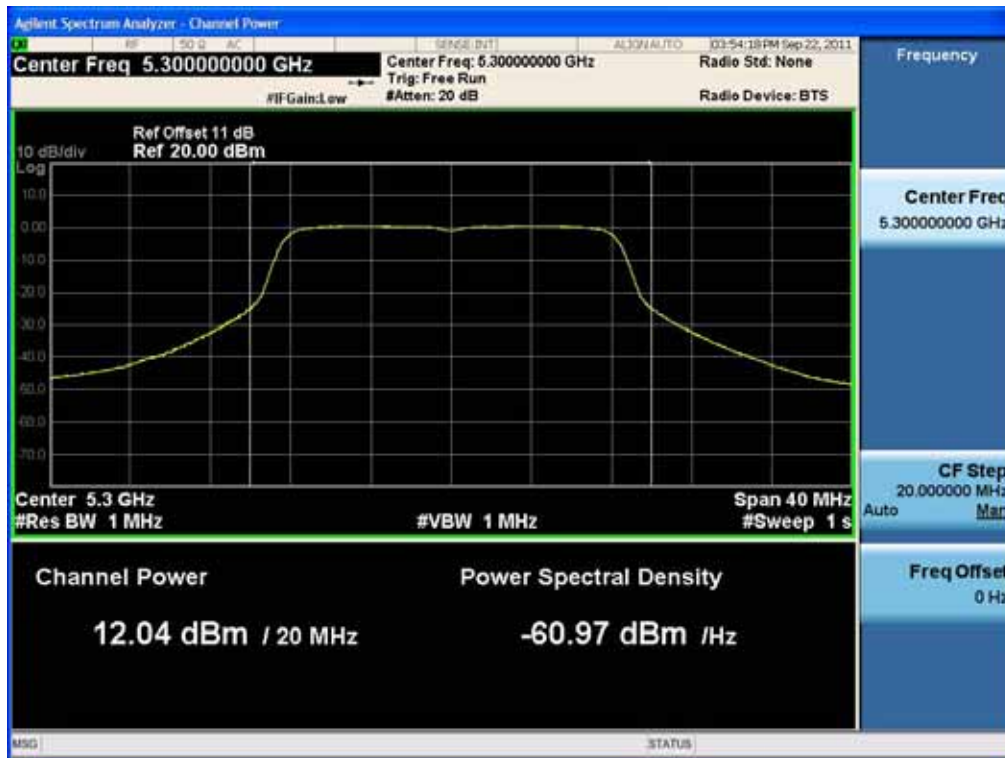 Agilent Spectrum Analyzer - Channel Power
RF 50 Ω AC SENSE:INT ALIGNAUTO 03:54:18 PM Sep 22, 2011
Center Freq 5.300000000 GHz
Center Freq: 5.300000000 GHz
Radio Std: None
Trig: Free Run
#IFGain:Low
#Atten: 20 dB
Radio Device: BTS
Ref Offset 11 dB
10 dB/div Ref 20.00 dBm
Log
10.0
0.00
-10.0
-20.0
-30.0
-40.0
-50.0
-60.0
-70.0
Center 5.3 GHz Span 40 MHz
#Res BW 1 MHz #VBW 1 MHz #Sweep 1 s
Channel Power Power Spectral Density
12.04 dBm / 20 MHz -60.97 dBm /Hz
MSG STATUS
Frequency
Center Freq
5.300000000 GHz
CF Step
20.000000 MHz
Auto Man
Freq Offset
0 Hz